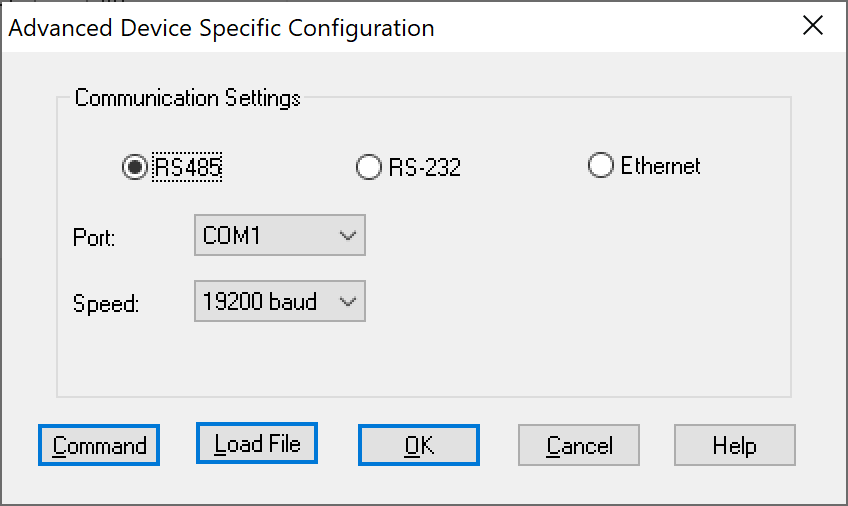 Advanced Device Specific Configuration
Communication Settings
RS485 RS-232 Ethernet
Port: COM1
Speed: 19200 baud
Command Load File OK Cancel Help